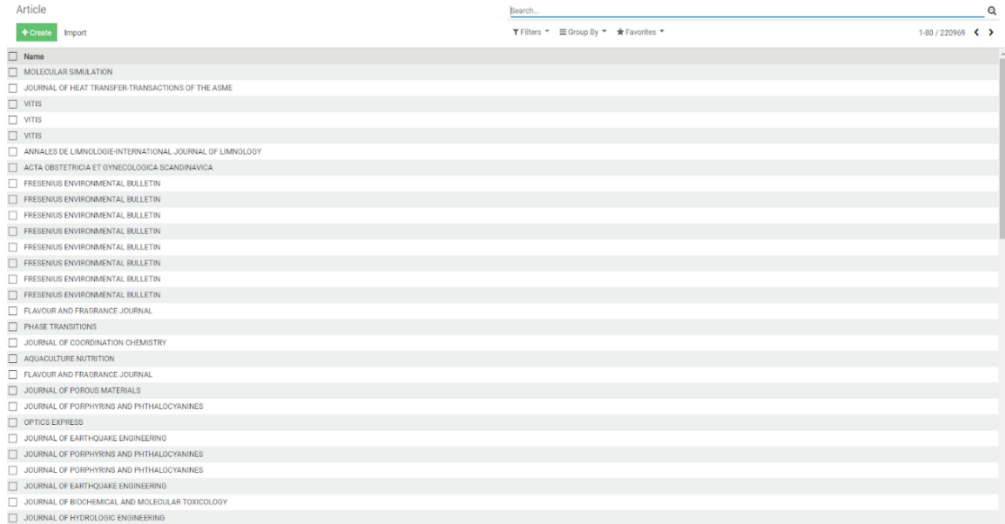 Article
Search...
Create Import
Filters Group By Favorites 1-80 / 220969
Name
MOLECULAR SIMULATION
JOURNAL OF HEAT TRANSFER-TRANSACTIONS OF THE ASME
VITIS
VITIS
VITIS
ANNALES DE LIMNOLOGIE-INTERNATIONAL JOURNAL OF LIMNOLOGY
ACTA OBSTETRICIA ET GYNECOLOGICA SCANDINAVICA
FRESENIUS ENVIRONMENTAL BULLETIN
FRESENIUS ENVIRONMENTAL BULLETIN
FRESENIUS ENVIRONMENTAL BULLETIN
FRESENIUS ENVIRONMENTAL BULLETIN
FRESENIUS ENVIRONMENTAL BULLETIN
FRESENIUS ENVIRONMENTAL BULLETIN
FRESENIUS ENVIRONMENTAL BULLETIN
FRESENIUS ENVIRONMENTAL BULLETIN
FLAVOUR AND FRAGRANCE JOURNAL
PHASE TRANSITIONS
JOURNAL OF COORDINATION CHEMISTRY
AQUACULTURE NUTRITION
FLAVOUR AND FRAGRANCE JOURNAL
JOURNAL OF POROUS MATERIALS
JOURNAL OF PORPHYRINS AND PHTHALOCYANINES
OPTICS EXPRESS
JOURNAL OF EARTHQUAKE ENGINEERING
JOURNAL OF PORPHYRINS AND PHTHALOCYANINES
JOURNAL OF PORPHYRINS AND PHTHALOCYANINES
JOURNAL OF EARTHQUAKE ENGINEERING
JOURNAL OF BIOCHEMICAL AND MOLECULAR TOXICOLOGY
JOURNAL OF HYDROLOGIC ENGINEERING